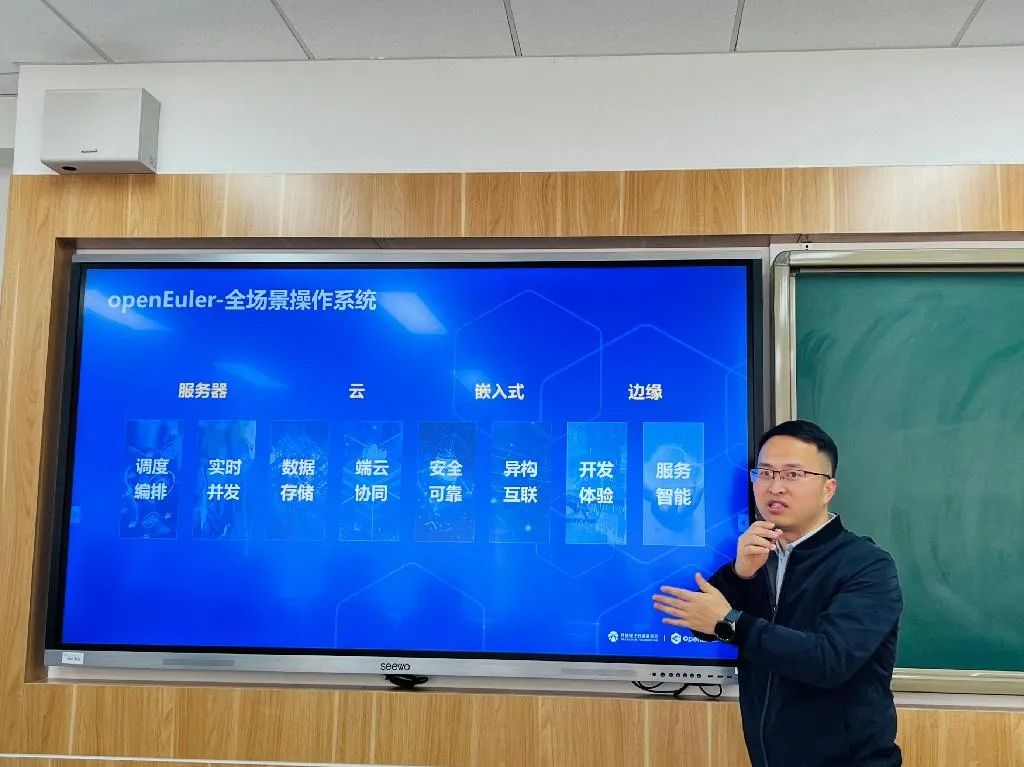 openEuler-全场景操作系统
服务器 云 嵌入式 边缘
调度 实时 数据 端云 安全 异构 开发 服务
编排 并发 存储 协同 可靠 互联 体验 智能
seewo